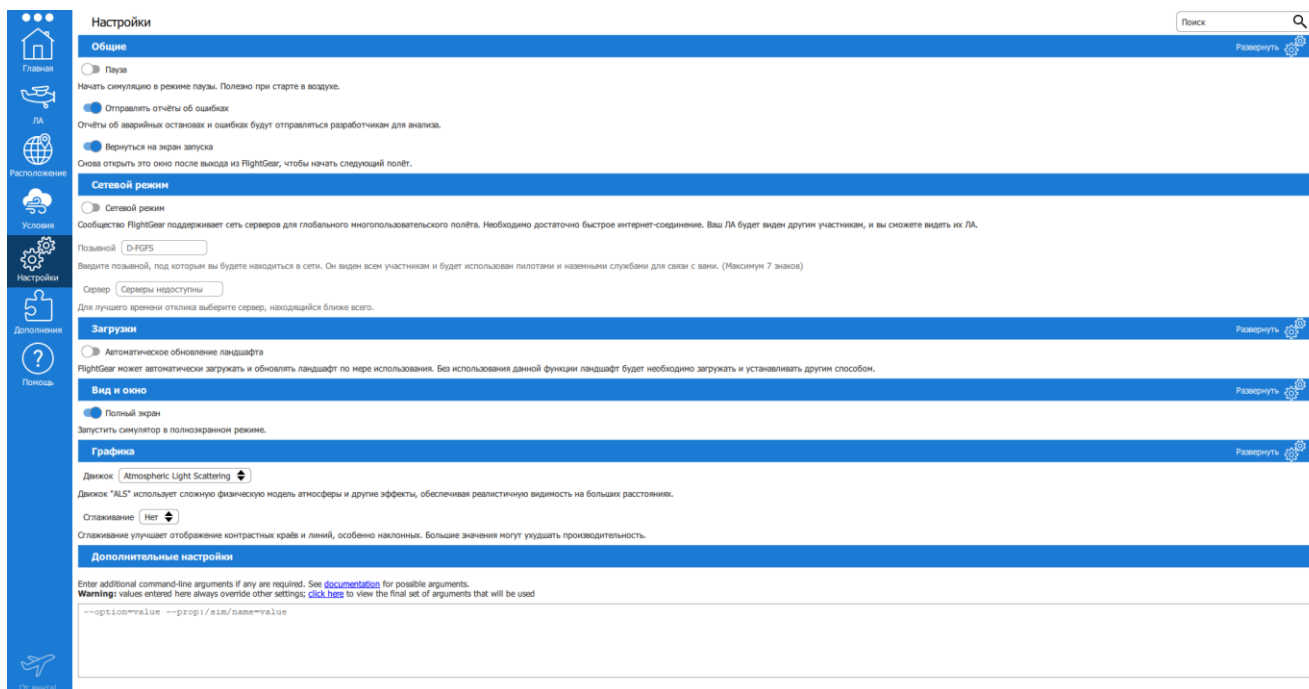 Настройки
Поиск
Главная
ЛА
Расположение
Условия
Настройки
Дополнения
?
Помощь
Общие
Развернуть
Пауза
Начать симуляцию в режиме паузы. Полезно при старте в воздухе.
Отправлять отчёты об ошибках
Отчёты об аварийных остановах и ошибках будут отправляться разработчикам для анализа.
Вернуться на экран запуска
Снова открыть это окно после выхода из FlightGear, чтобы начать следующий полёт.
Сетевой режим
Сетевой режим
Сообщество FlightGear поддерживает сеть серверов для глобального многопользовательского полёта. Необходимо достаточно быстрое интернет-соединение. Ваш ЛА будет виден другим участникам, и вы сможете видеть их ЛА.
Позывной D-FGFS
Введите позывной, под которым вы будете находиться в сети. Он виден всем участникам и будет использован пилотами и наземными службами для связи с вами. (Максимум 7 знаков)
Сервер Серверы недоступны
Для лучшего времени отклика выберите сервер, находящийся ближе всего.
Загрузки
Развернуть
Автоматическое обновление ландшафта
FlightGear может автоматически загружать и обновлять ландшафт по мере использования. Без использования данной функции ландшафт будет необходимо загружать и устанавливать другим способом.
Вид и окно
Развернуть
Полный экран
Запустить симулятор в полноэкранном режиме.
Графика
Развернуть
Движок Atmospheric Light Scattering
Движок "ALS" использует сложную физическую модель атмосферы и другие эффекты, обеспечивая реалистичную видимость на больших расстояниях.
Сглаживание Нет
Сглаживание улучшает отображение контрастных краёв и линий, особенно наклонных. Большие значения могут ухудшать производительность.
Дополнительные настройки
Enter additional command-line arguments if any are required. See documentation for possible arguments.
Warning: values entered here always override other settings; click here to view the final set of arguments that will be used
--option=value --prop:/sim/name=value